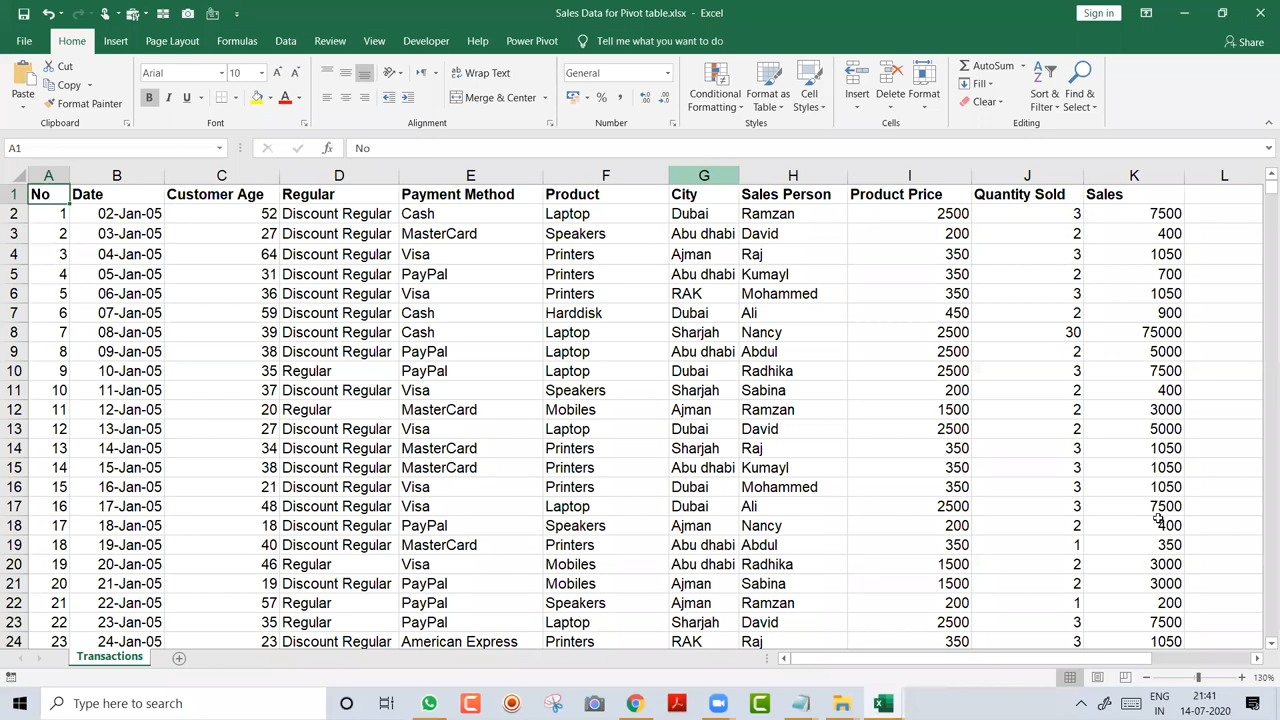 Sales Data for Pivot table.xlsx - Excel
Sign in
File Home Insert Page Layout Formulas Data Review View Developer Help Power Pivot Tell me what you want to do Share
Cut
Copy
Format Painter
Paste
Clipboard
Arial 10
B I U
Font
Wrap Text
Merge & Center
Alignment
General
Number
Conditional Formatting
Format as Table
Cell Styles
Styles
Insert Delete Format
Cells
AutoSum
Fill
Clear
Sort & Filter
Find & Select
Editing
A1 fx No
A B C D E F G H I J K L
1 No Date Customer Age Regular Payment Method Product City Sales Person Product Price Quantity Sold Sales
2 1 02-Jan-05 52 Discount Regular Cash Laptop Dubai Ramzan 2500 3 7500
3 2 03-Jan-05 27 Discount Regular MasterCard Speakers Abu dhabi David 200 2 400
4 3 04-Jan-05 64 Discount Regular Visa Printers Ajman Raj 350 3 1050
5 4 05-Jan-05 31 Discount Regular PayPal Printers Abu dhabi Kumayl 350 2 700
6 5 06-Jan-05 36 Discount Regular Visa Printers RAK Mohammed 350 3 1050
7 6 07-Jan-05 59 Discount Regular Cash Harddisk Dubai Ali 450 2 900
8 7 08-Jan-05 39 Discount Regular Cash Laptop Sharjah Nancy 2500 30 75000
9 8 09-Jan-05 38 Discount Regular PayPal Laptop Abu dhabi Abdul 2500 2 5000
10 9 10-Jan-05 35 Regular PayPal Laptop Dubai Radhika 2500 3 7500
11 10 11-Jan-05 37 Discount Regular Visa Speakers Sharjah Sabina 200 2 400
12 11 12-Jan-05 20 Regular MasterCard Mobiles Ajman Ramzan 1500 2 3000
13 12 13-Jan-05 27 Discount Regular Visa Laptop Dubai David 2500 2 5000
14 13 14-Jan-05 34 Discount Regular MasterCard Printers Sharjah Raj 350 3 1050
15 14 15-Jan-05 38 Discount Regular MasterCard Printers Abu dhabi Kumayl 350 3 1050
16 15 16-Jan-05 21 Discount Regular Visa Printers Dubai Mohammed 350 3 1050
17 16 17-Jan-05 48 Discount Regular Visa Laptop Dubai Ali 2500 3 7500
18 17 18-Jan-05 18 Discount Regular PayPal Speakers Ajman Nancy 200 2 400
19 18 19-Jan-05 40 Discount Regular MasterCard Printers Abu dhabi Abdul 350 1 350
20 19 20-Jan-05 46 Regular Visa Mobiles Abu dhabi Radhika 1500 2 3000
21 20 21-Jan-05 19 Discount Regular PayPal Mobiles Ajman Sabina 1500 2 3000
22 21 22-Jan-05 57 Regular PayPal Speakers Ajman Ramzan 200 1 200
23 22 23-Jan-05 35 Regular PayPal Laptop Sharjah David 2500 3 7500
24 23 24-Jan-05 23 Discount Regular American Express Printers RAK Raj 350 3 1050
Transactions
130%
Type here to search
ENG 21:41
IN 14-07-2020